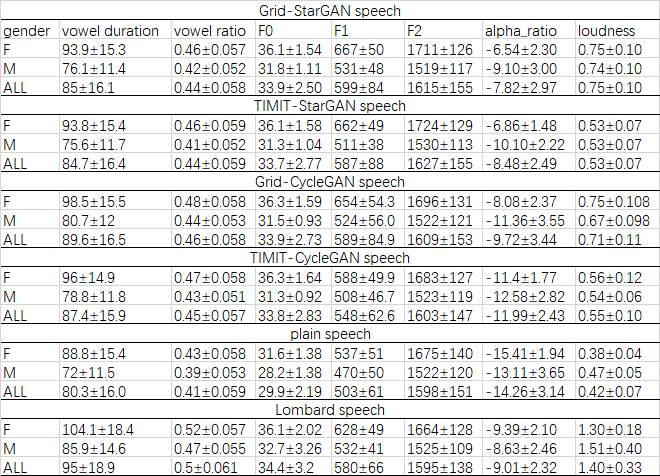 Grid-StarGAN speech
gender vowel duration vowel ratio F0 F1 F2 alpha_ratio loudness
F 93.9±15.3 0.46±0.057 36.1±1.54 667±50 1711±126 -6.54±2.30 0.75±0.10
M 76.1±11.4 0.42±0.052 31.8±1.11 531±48 1519±117 -9.10±3.00 0.74±0.10
ALL 85±16.1 0.44±0.058 33.9±2.50 599±84 1615±155 -7.82±2.97 0.75±0.10
TIMIT-StarGAN speech
F 93.8±15.4 0.46±0.059 36.1±1.58 662±49 1724±129 -6.86±1.48 0.53±0.07
M 75.6±11.7 0.41±0.052 31.3±1.04 511±38 1530±113 -10.10±2.22 0.53±0.07
ALL 84.7±16.4 0.44±0.059 33.7±2.77 587±88 1627±155 -8.48±2.49 0.53±0.07
Grid-CycleGAN speech
F 98.5±15.5 0.48±0.058 36.3±1.59 654±54.3 1696±131 -8.08±2.37 0.75±0.108
M 80.7±12 0.44±0.053 31.5±0.93 524±56.0 1522±121 -11.36±3.55 0.67±0.098
ALL 89.6±16.5 0.46±0.058 33.9±2.73 589±84.9 1609±153 -9.72±3.44 0.71±0.11
TIMIT-CycleGAN speech
F 96±14.9 0.47±0.058 36.3±1.64 588±49.9 1683±127 -11.4±1.77 0.56±0.12
M 78.8±11.8 0.43±0.051 31.3±0.92 508±46.7 1523±119 -12.58±2.82 0.54±0.06
ALL 87.4±15.9 0.45±0.057 33.8±2.83 548±62.6 1603±147 -11.99±2.43 0.55±0.10
plain speech
F 88.8±15.4 0.43±0.058 31.6±1.38 537±51 1675±140 -15.41±1.94 0.38±0.04
M 72±11.5 0.39±0.053 28.2±1.38 470±50 1522±120 -13.11±3.65 0.47±0.05
ALL 80.3±16.0 0.41±0.059 29.9±2.19 503±61 1598±151 -14.26±3.14 0.42±0.07
Lombard speech
F 104.1±18.4 0.52±0.057 36.1±2.02 628±49 1664±128 -9.39±2.10 1.30±0.18
M 85.9±14.6 0.47±0.055 32.7±3.26 532±41 1525±109 -8.63±2.46 1.51±0.40
ALL 95±18.9 0.5±0.061 34.4±3.2 580±66 1595±138 -9.01±2.32 1.40±0.33